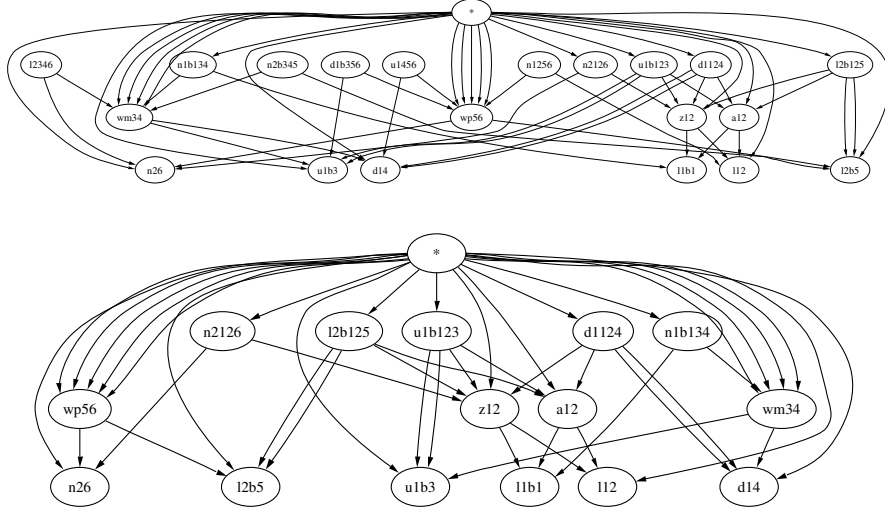 *
l2346 n1b134 n2b345 d1b356 u1456 n1256 n2126 u1b123 d1124 l2b125
wm34 wp56 z12 a12
n26 u1b3 d14 l1b1 l12 l2b5
*
n2126 l2b125 u1b123 d1124 n1b134
wp56 z12 a12 wm34
n26 l2b5 u1b3 l1b1 l12 d14